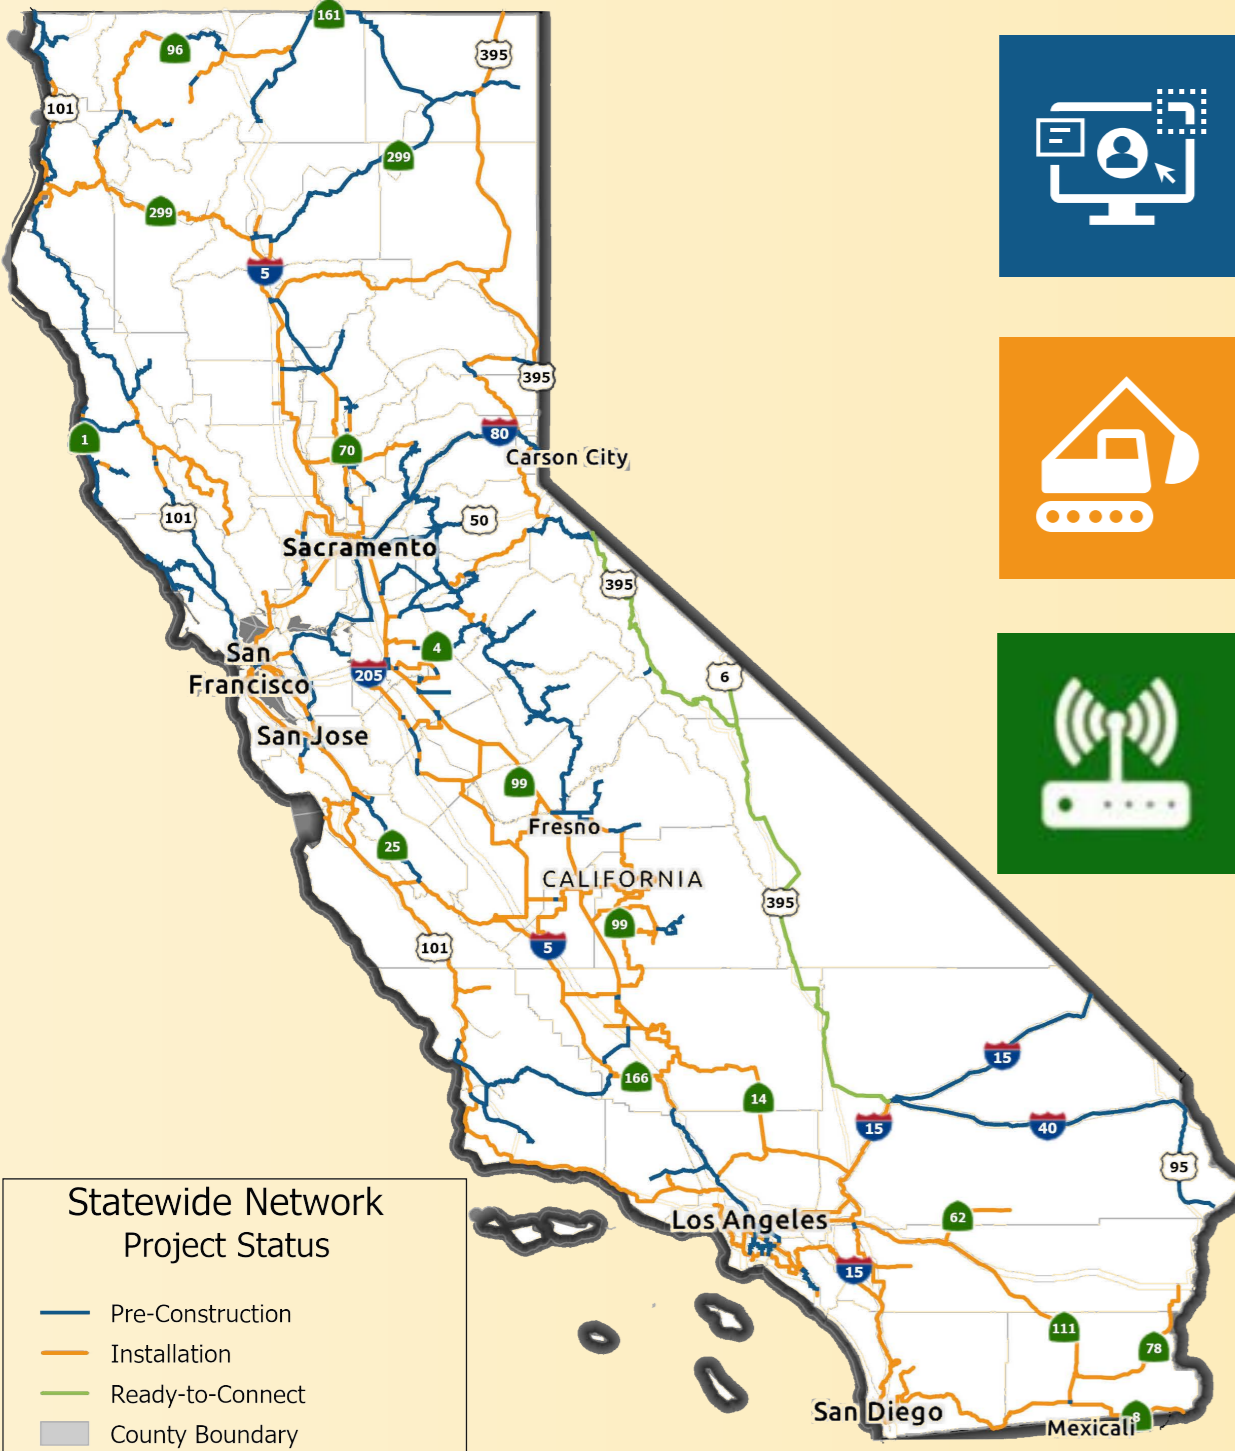 161
96
395
101
299
299
5
395
1
80
70
Carson City
101
50
Sacramento
395
4
San
Francisco
205
6
San Jose
99
Fresno
25
CALIFORNIA
395
99
101
5
15
166
14
15
40
95
Los Angeles
62
15
111
78
San Diego
8
Mexicali
Statewide Network
Project Status
Pre-Construction
Installation
Ready-to-Connect
County Boundary